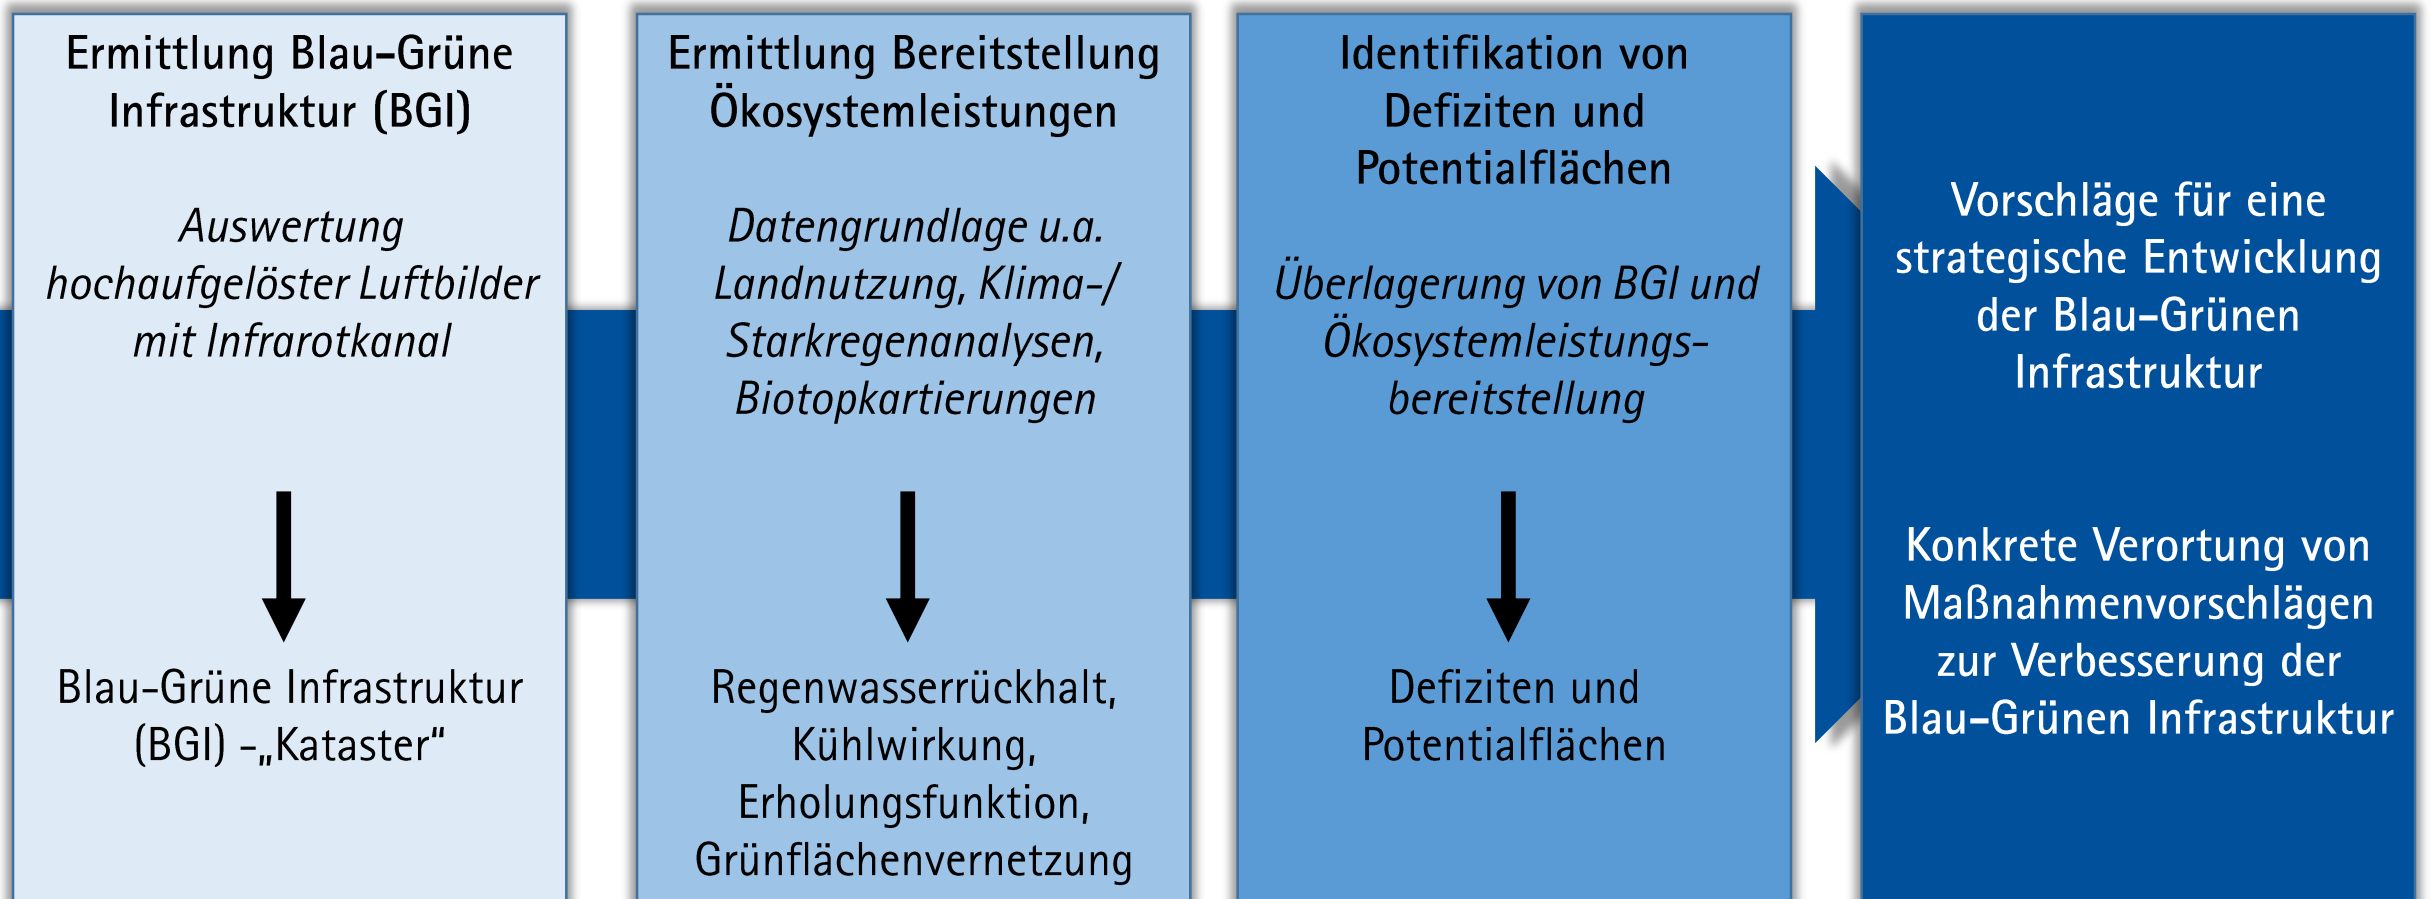 Ermittlung Blau-Grüne
Infrastruktur (BGI)
Auswertung
hochaufgelöster Luftbilder
mit Infrarotkanal
Blau-Grüne Infrastruktur
(BGI) -„Kataster“
Ermittlung Bereitstellung
Ökosystemleistungen
Datengrundlage u.a.
Landnutzung, Klima-/
Starkregenanalysen,
Biotopkartierungen
Regenwasserrückhalt,
Kühlwirkung,
Erholungsfunktion,
Grünflächenvernetzung
Identifikation von
Defiziten und
Potentialflächen
Überlagerung von BGI und
Ökosystemleistungs-
bereitstellung
Defiziten und
Potentialflächen
Vorschläge für eine
strategische Entwicklung
der Blau-Grünen
Infrastruktur
Konkrete Verortung von
Maßnahmenvorschlägen
zur Verbesserung der
Blau-Grünen Infrastruktur